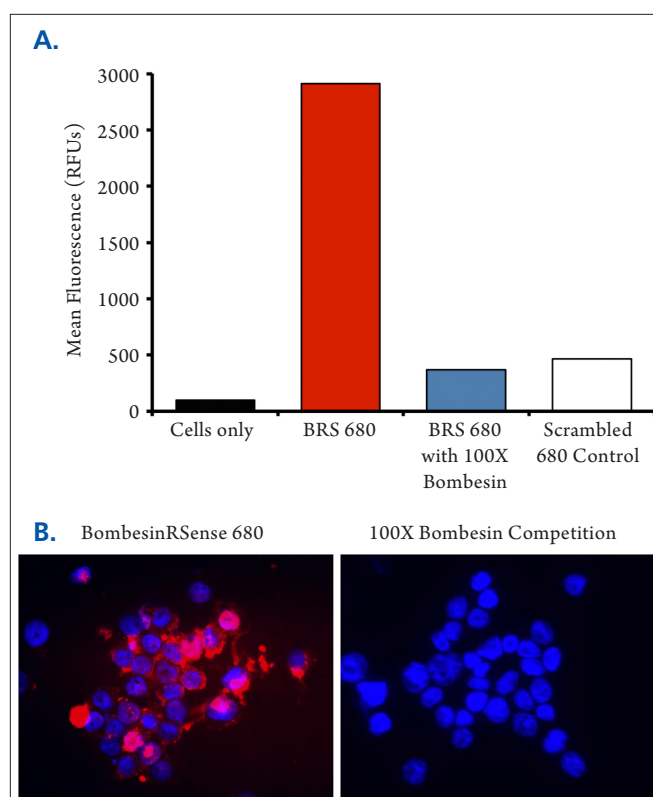 A.
Mean Fluorescence (RFUs)
3000
2500
2000
1500
1000
500
0
Cells only
BRS 680
BRS 680
with 100X
Bombesin
Scrambled
680 Control
B.
BombesinRSense 680
100X Bombesin Competition